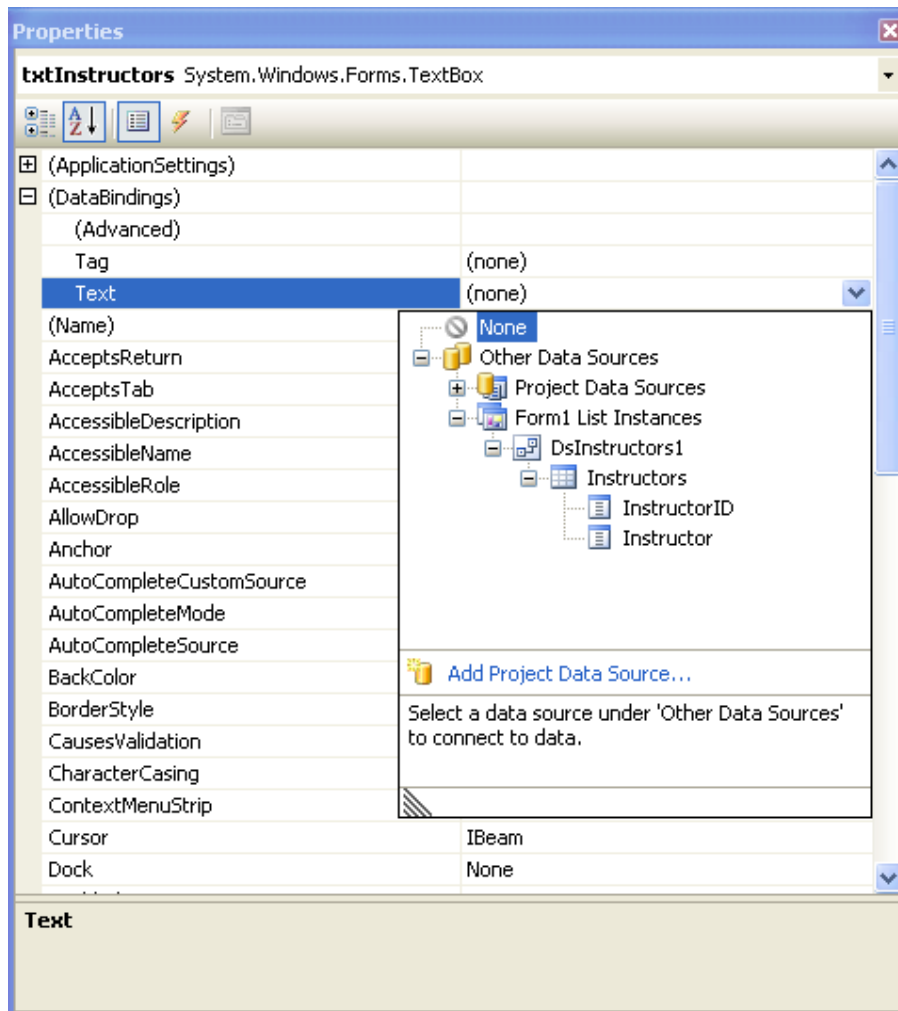 Properties
txtInstructors System.Windows.Forms.TextBox
(ApplicationSettings)
(DataBindings)
(Advanced)
Tag (none)
Text (none)
(Name)
None
AcceptsReturn
Other Data Sources
AcceptsTab
Project Data Sources
AccessibleDescription
Form1 List Instances
AccessibleName
DsInstructors1
AccessibleRole
Instructors
AllowDrop
InstructorID
Anchor
Instructor
AutoCompleteCustomSource
AutoCompleteMode
AutoCompleteSource
BackColor
Add Project Data Source...
BorderStyle
Select a data source under 'Other Data Sources'
CausesValidation
to connect to data.
CharacterCasing
ContextMenuStrip
Cursor IBeam
Dock None
Text